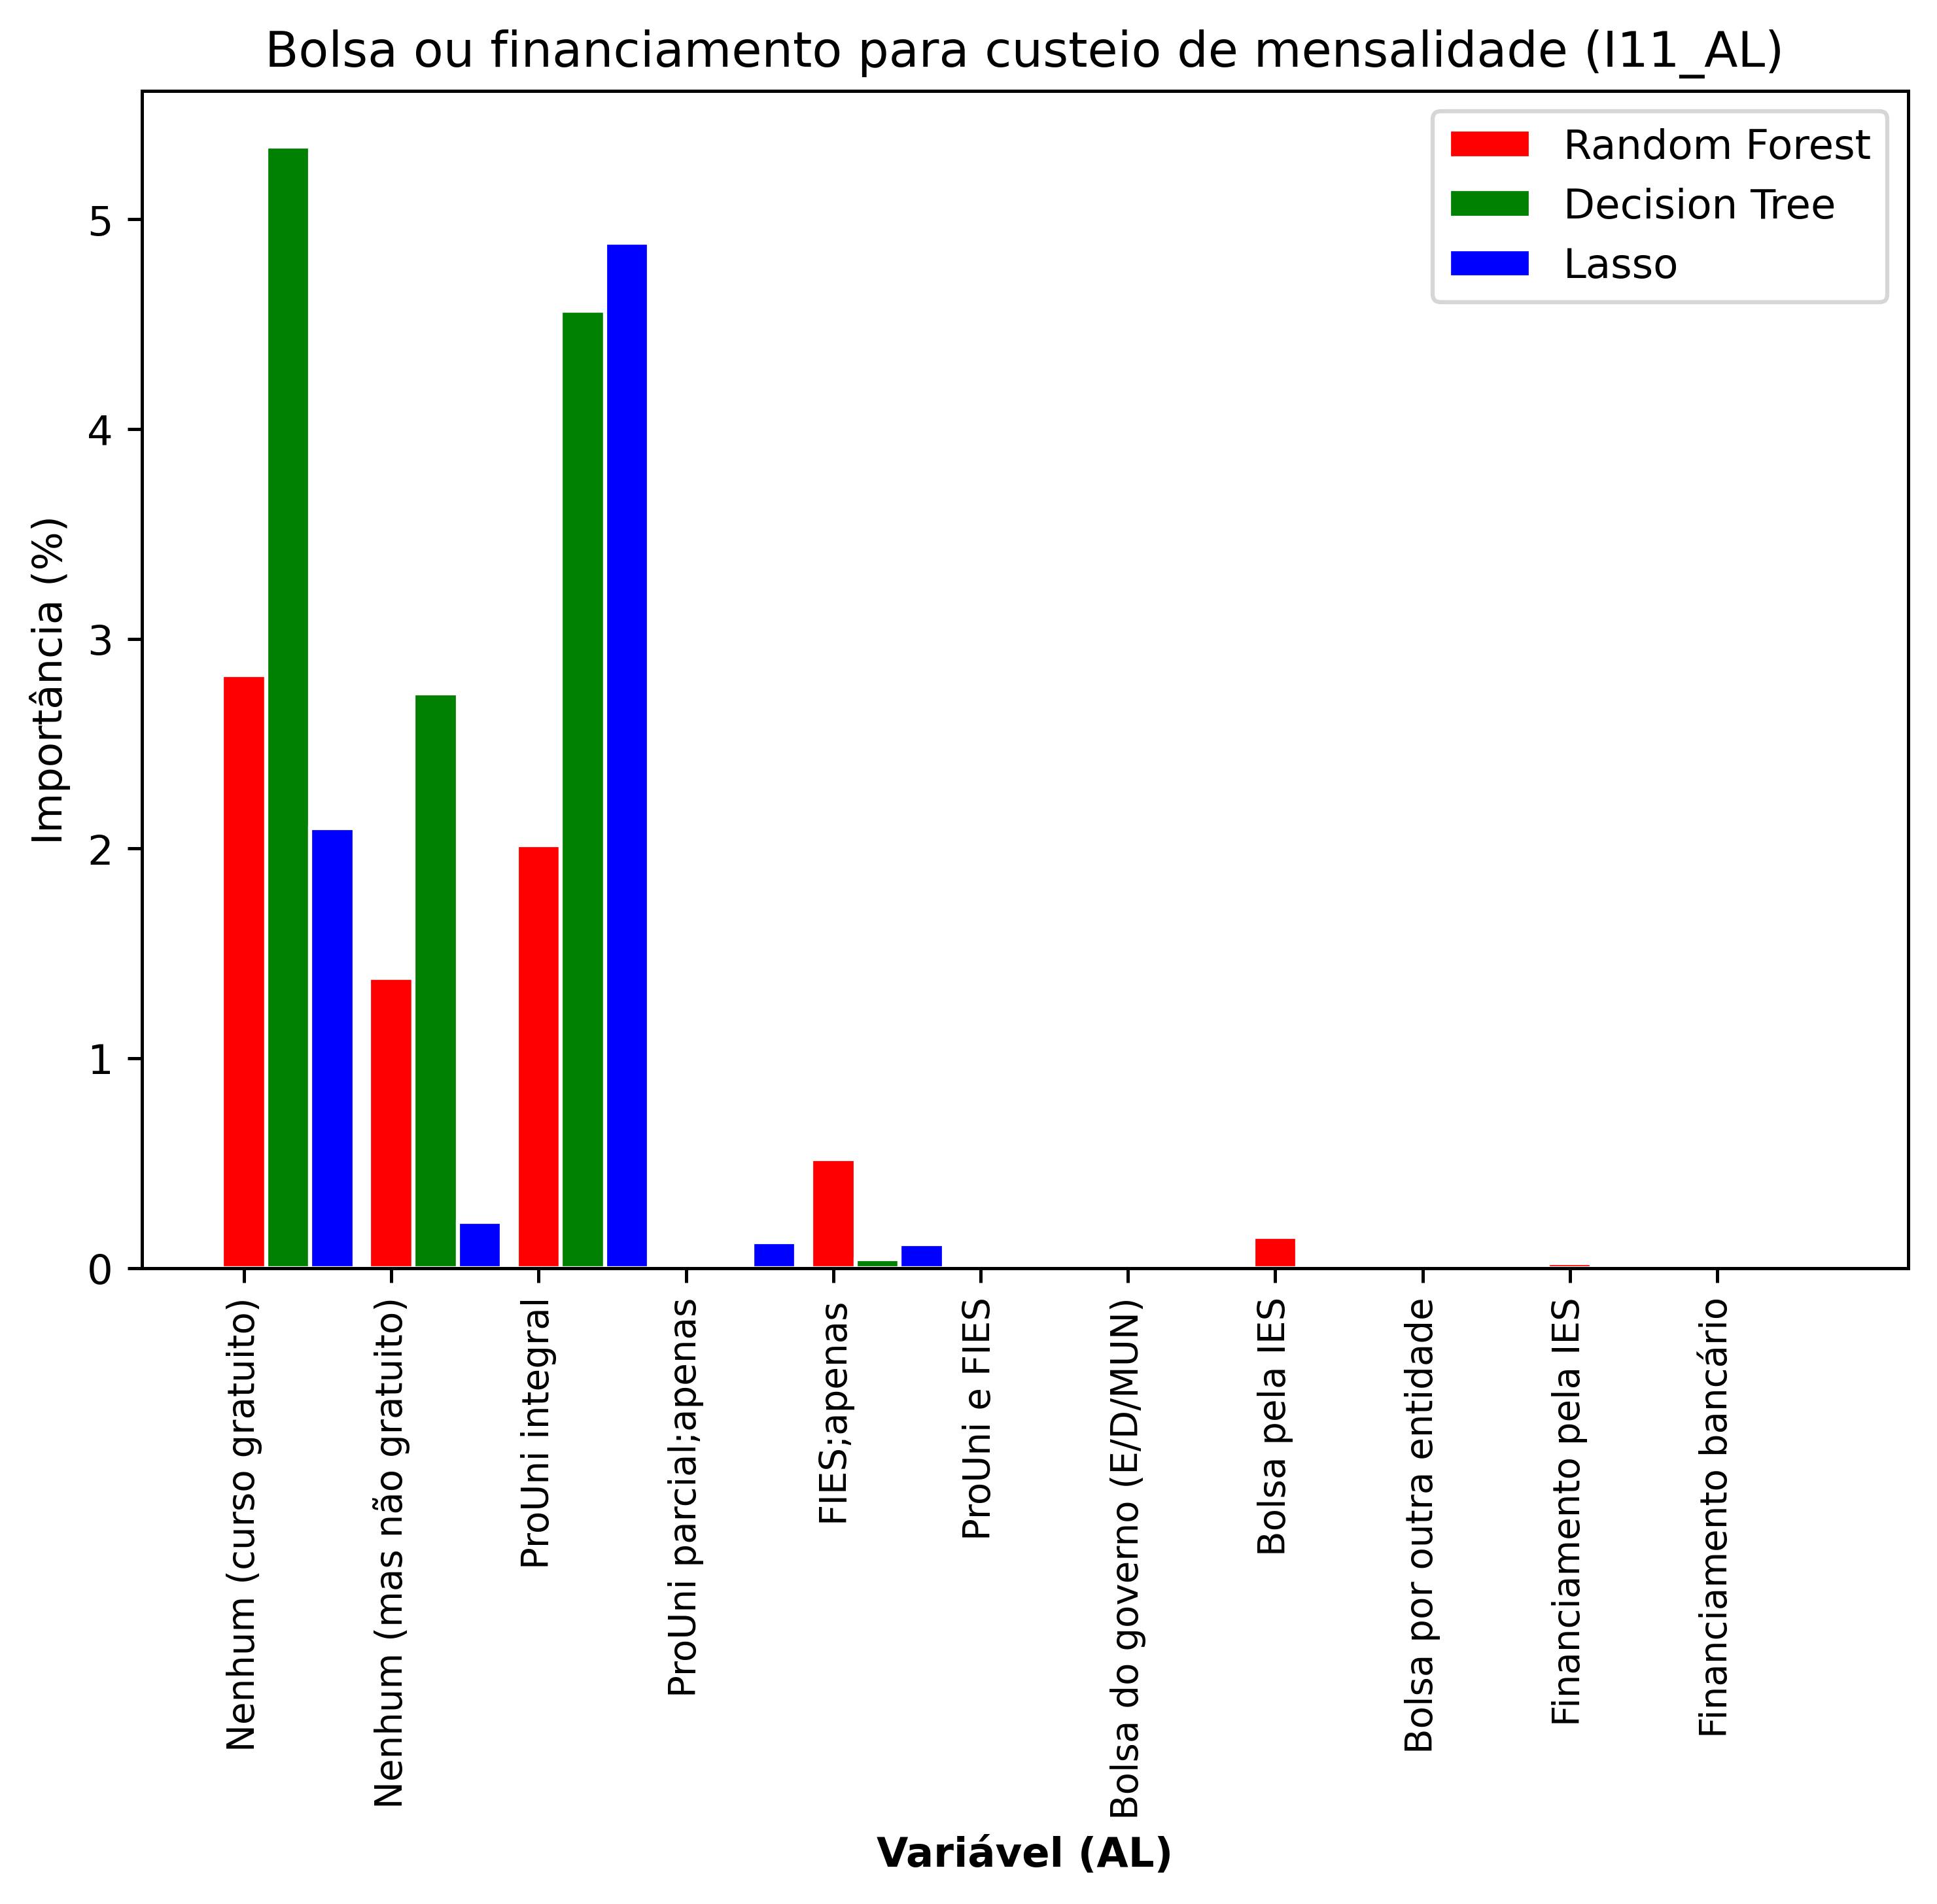 Bolsa ou financiamento para custeio de mensalidade (I11_AL)
Random Forest
Decision Tree
Lasso
Importância (%)
5
4
3
2
1
0
Nenhum (curso gratuito)
Nenhum (mas não gratuito)
ProUni integral
ProUni parcial;apenas
FIES;apenas
ProUni e FIES
Bolsa do governo (E/D/MUN)
Bolsa pela IES
Bolsa por outra entidade
Financiamento pela IES
Financiamento bancário
Variável (AL)